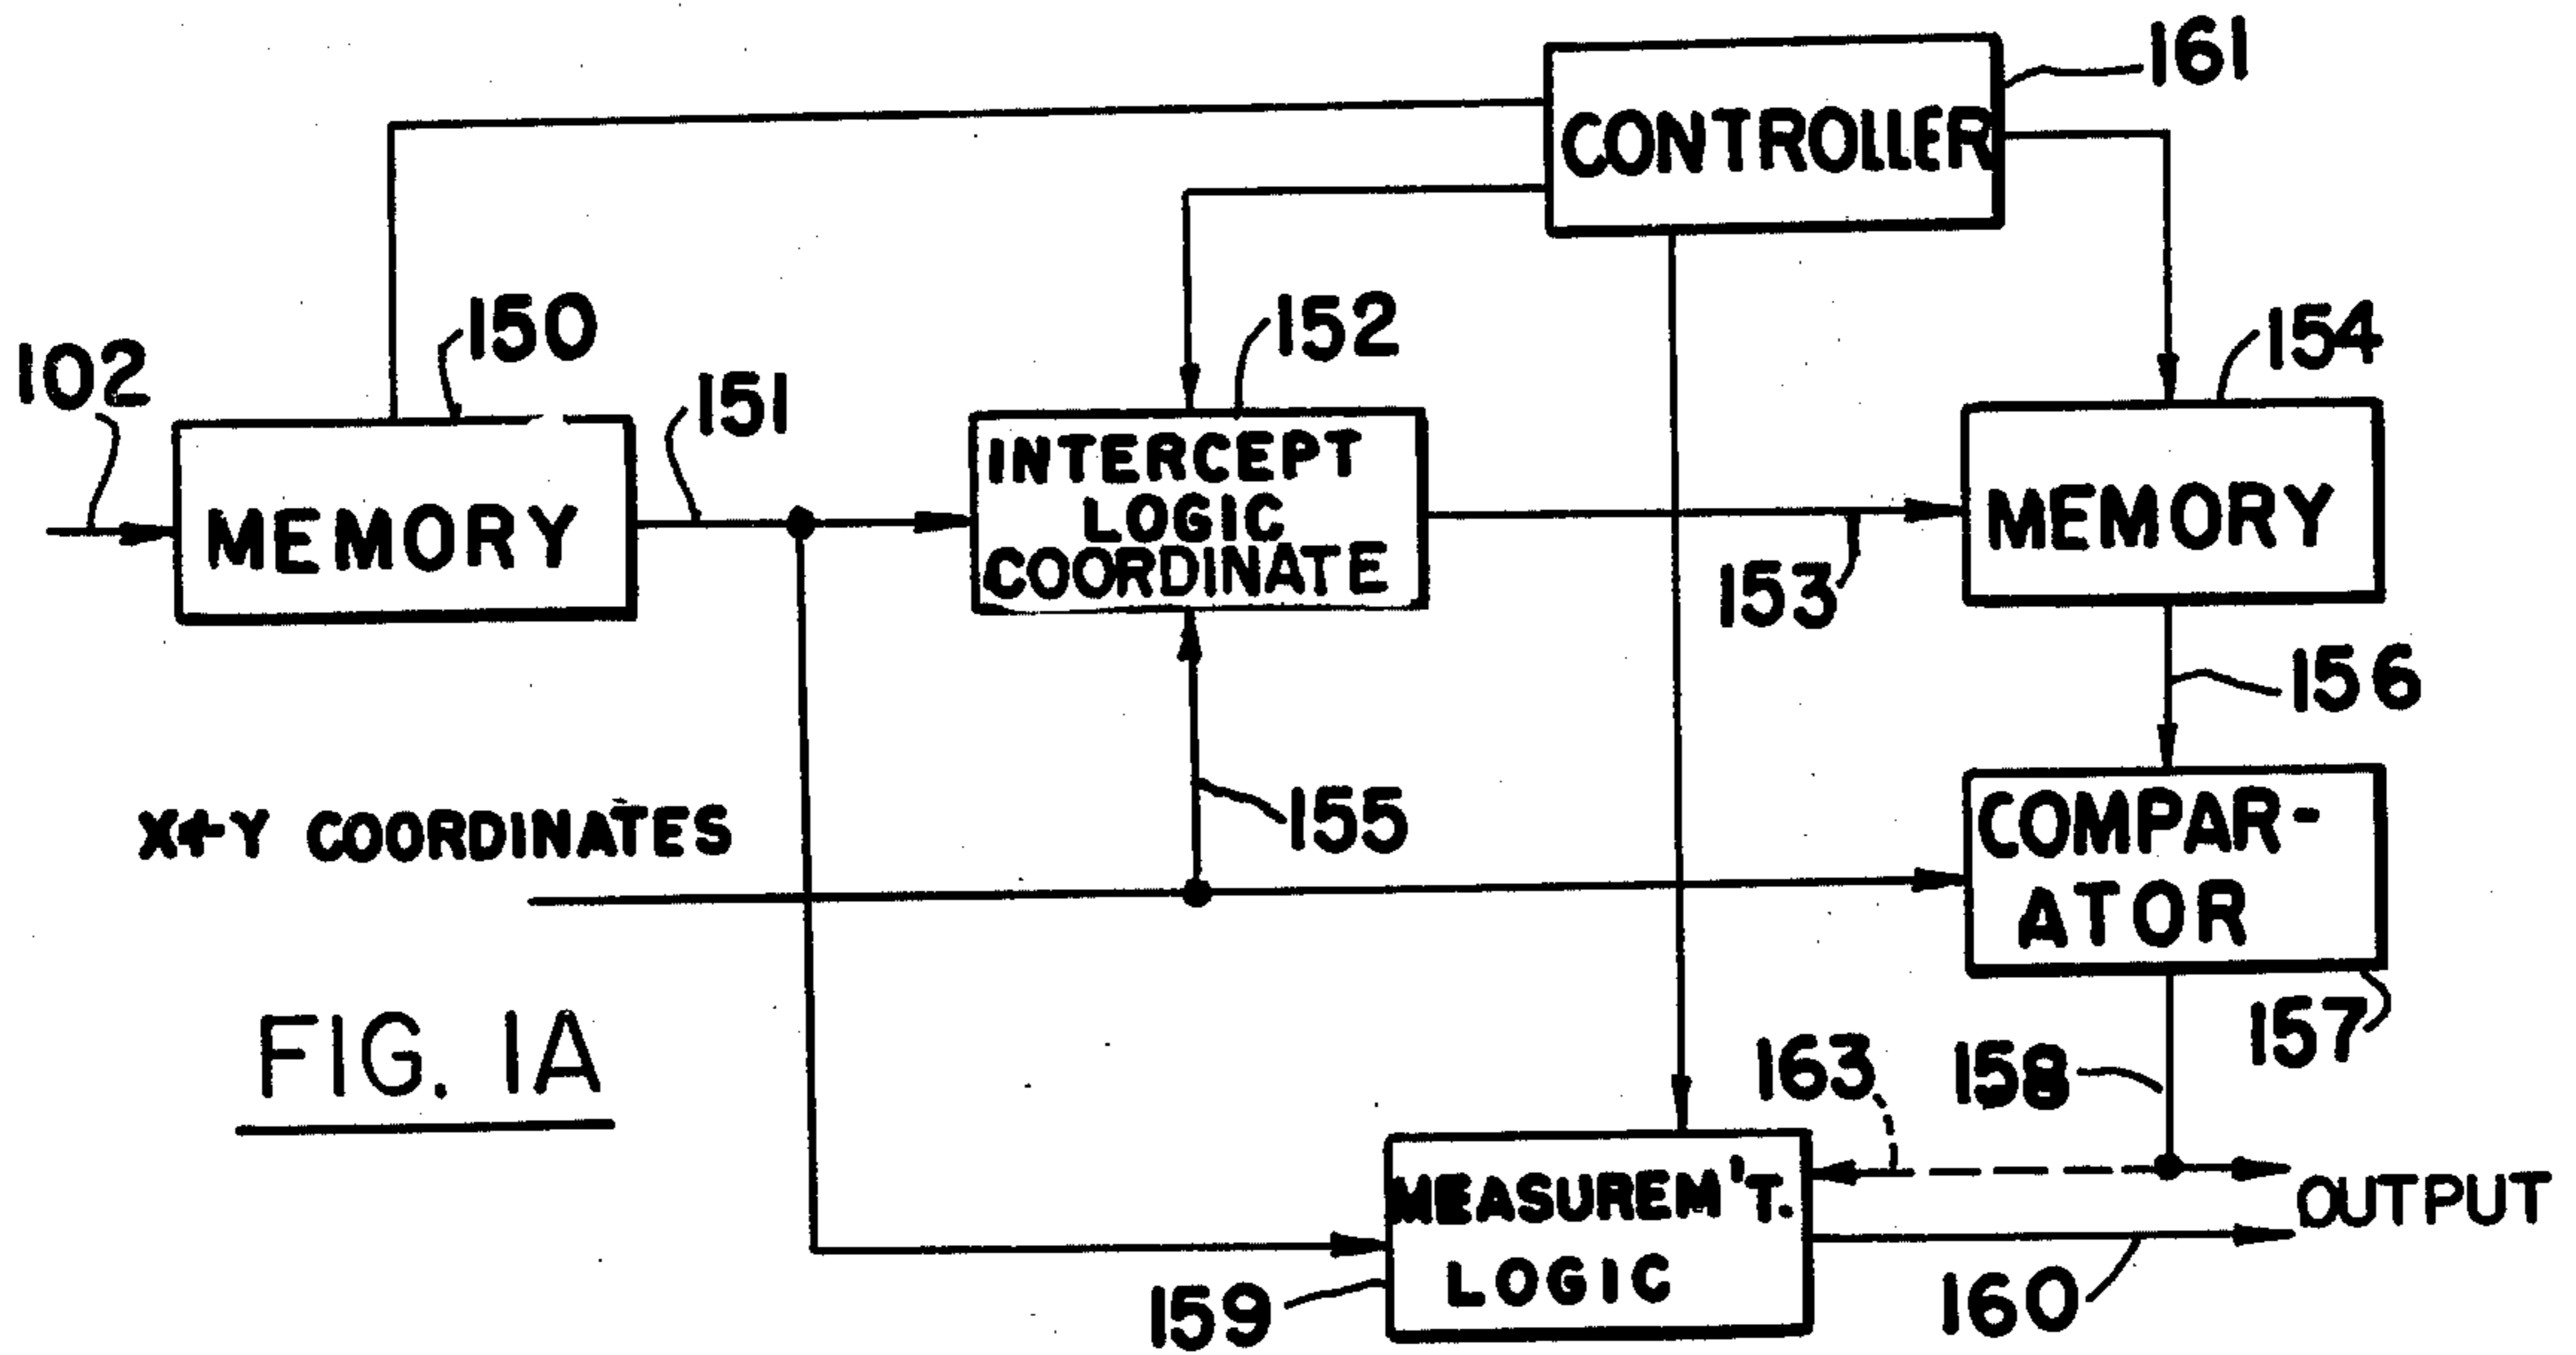 161
CONTROLLER
150
152
154
102
151
MEMORY
INTERCEPT
LOGIC
COORDINATE
MEMORY
153
156
X+Y COORDINATES
155
COMPAR-
ATOR
157
FIG. 1A
163
158
MEASUREM'T.
LOGIC
OUTPUT
159
160